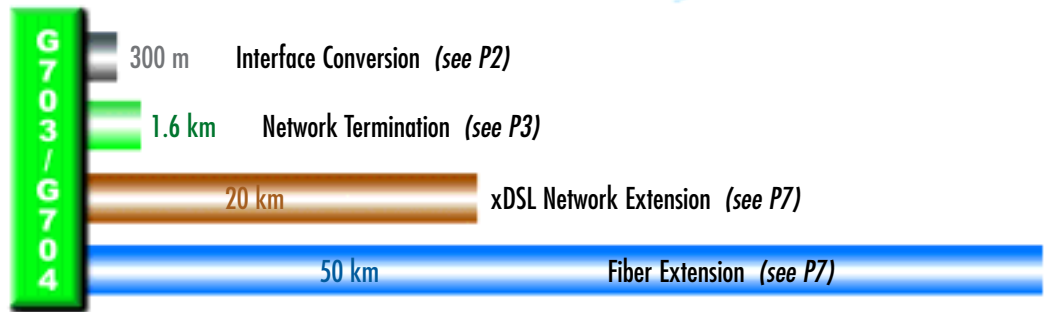 G703/G704
300 m Interface Conversion (see P2)
1.6 km Network Termination (see P3)
20 km xDSL Network Extension (see P7)
50 km Fiber Extension (see P7)